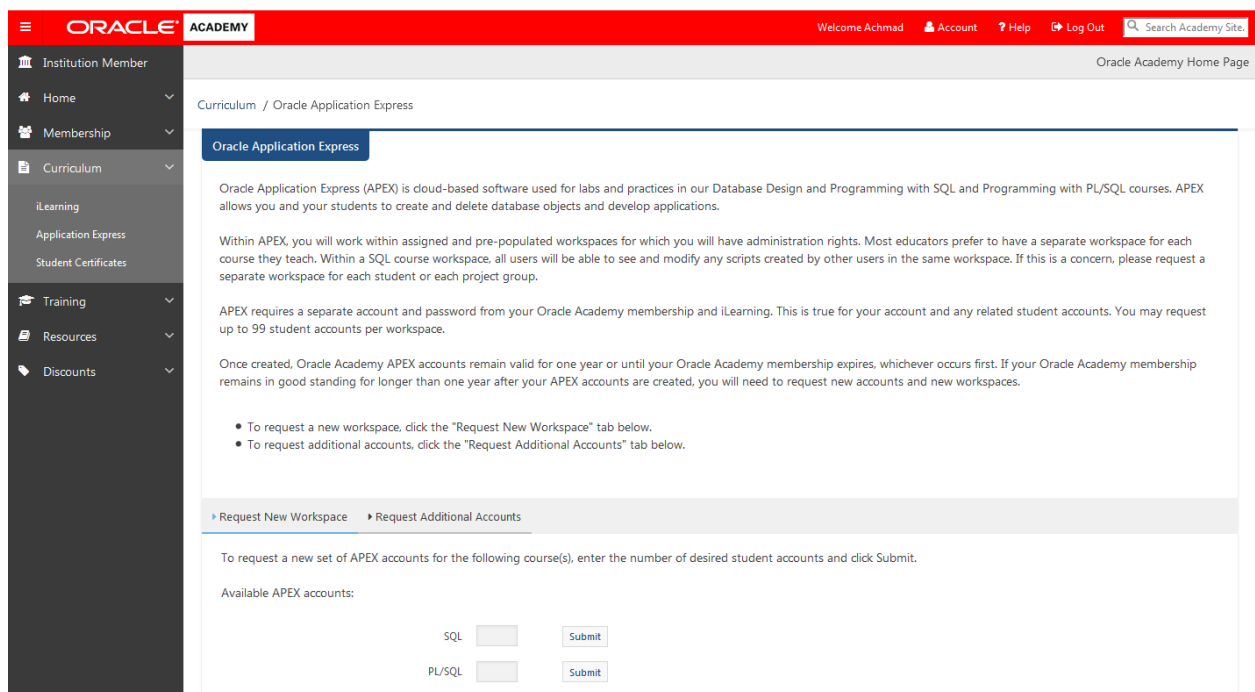 ORACLE ACADEMY
Welcome Achmad Account ? Help Log Out Search Academy Site.
Institution Member
Home
Membership
Curriculum
iLearning
Application Express
Student Certificates
Training
Resources
Discounts
Oracle Academy Home Page
Curriculum / Oracle Application Express
Oracle Application Express
Oracle Application Express (APEX) is cloud-based software used for labs and practices in our Database Design and Programming with SQL and Programming with PL/SQL courses. APEX
allows you and your students to create and delete database objects and develop applications.
Within APEX, you will work within assigned and pre-populated workspaces for which you will have administration rights. Most educators prefer to have a separate workspace for each
course they teach. Within a SQL course workspace, all users will be able to see and modify any scripts created by other users in the same workspace. If this is a concern, please request a
separate workspace for each student or each project group.
APEX requires a separate account and password from your Oracle Academy membership and iLearning. This is true for your account and any related student accounts. You may request
up to 99 student accounts per workspace.
Once created, Oracle Academy APEX accounts remain valid for one year or until your Oracle Academy membership expires, whichever occurs first. If your Oracle Academy membership
remains in good standing for longer than one year after your APEX accounts are created, you will need to request new accounts and new workspaces.
• To request a new workspace, click the "Request New Workspace" tab below.
• To request additional accounts, click the "Request Additional Accounts" tab below.
Request New Workspace Request Additional Accounts
To request a new set of APEX accounts for the following course(s), enter the number of desired student accounts and click Submit.
Available APEX accounts:
SQL Submit
PL/SQL Submit